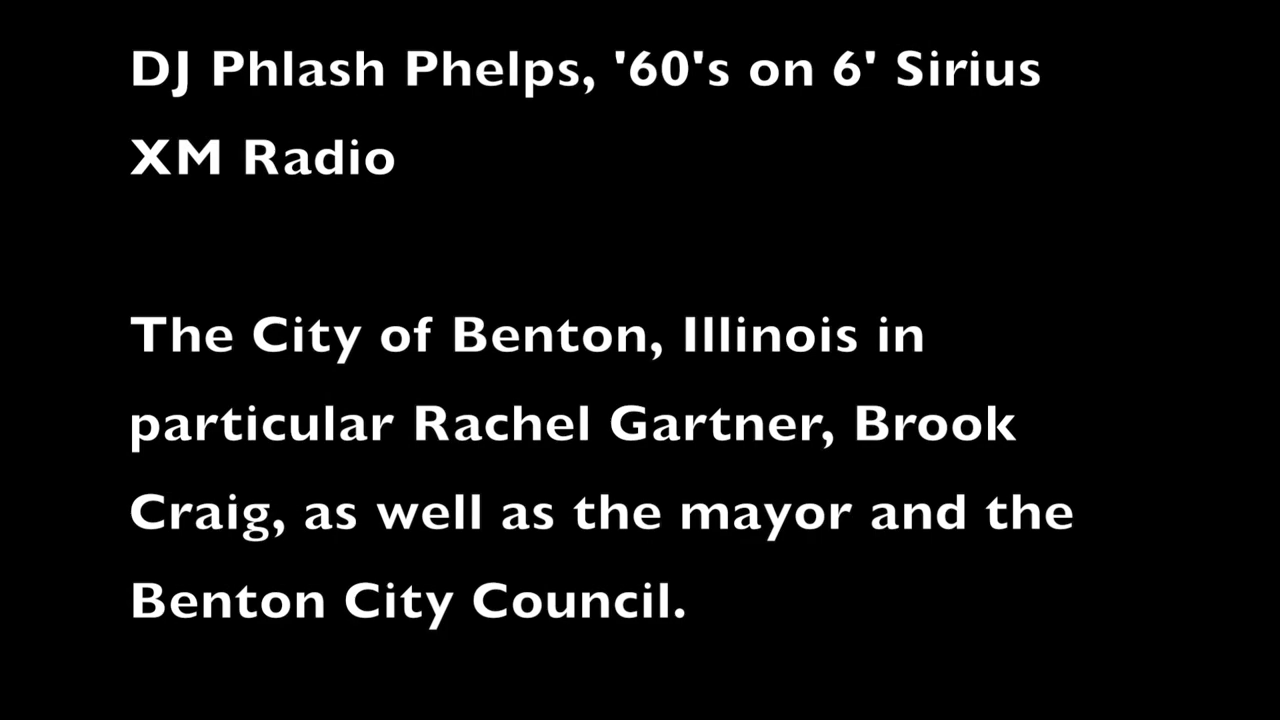 DJ Phlash Phelps, '60's on 6' Sirius
XM Radio
The City of Benton, Illinois in
particular Rachel Gartner, Brook
Craig, as well as the mayor and the
Benton City Council.